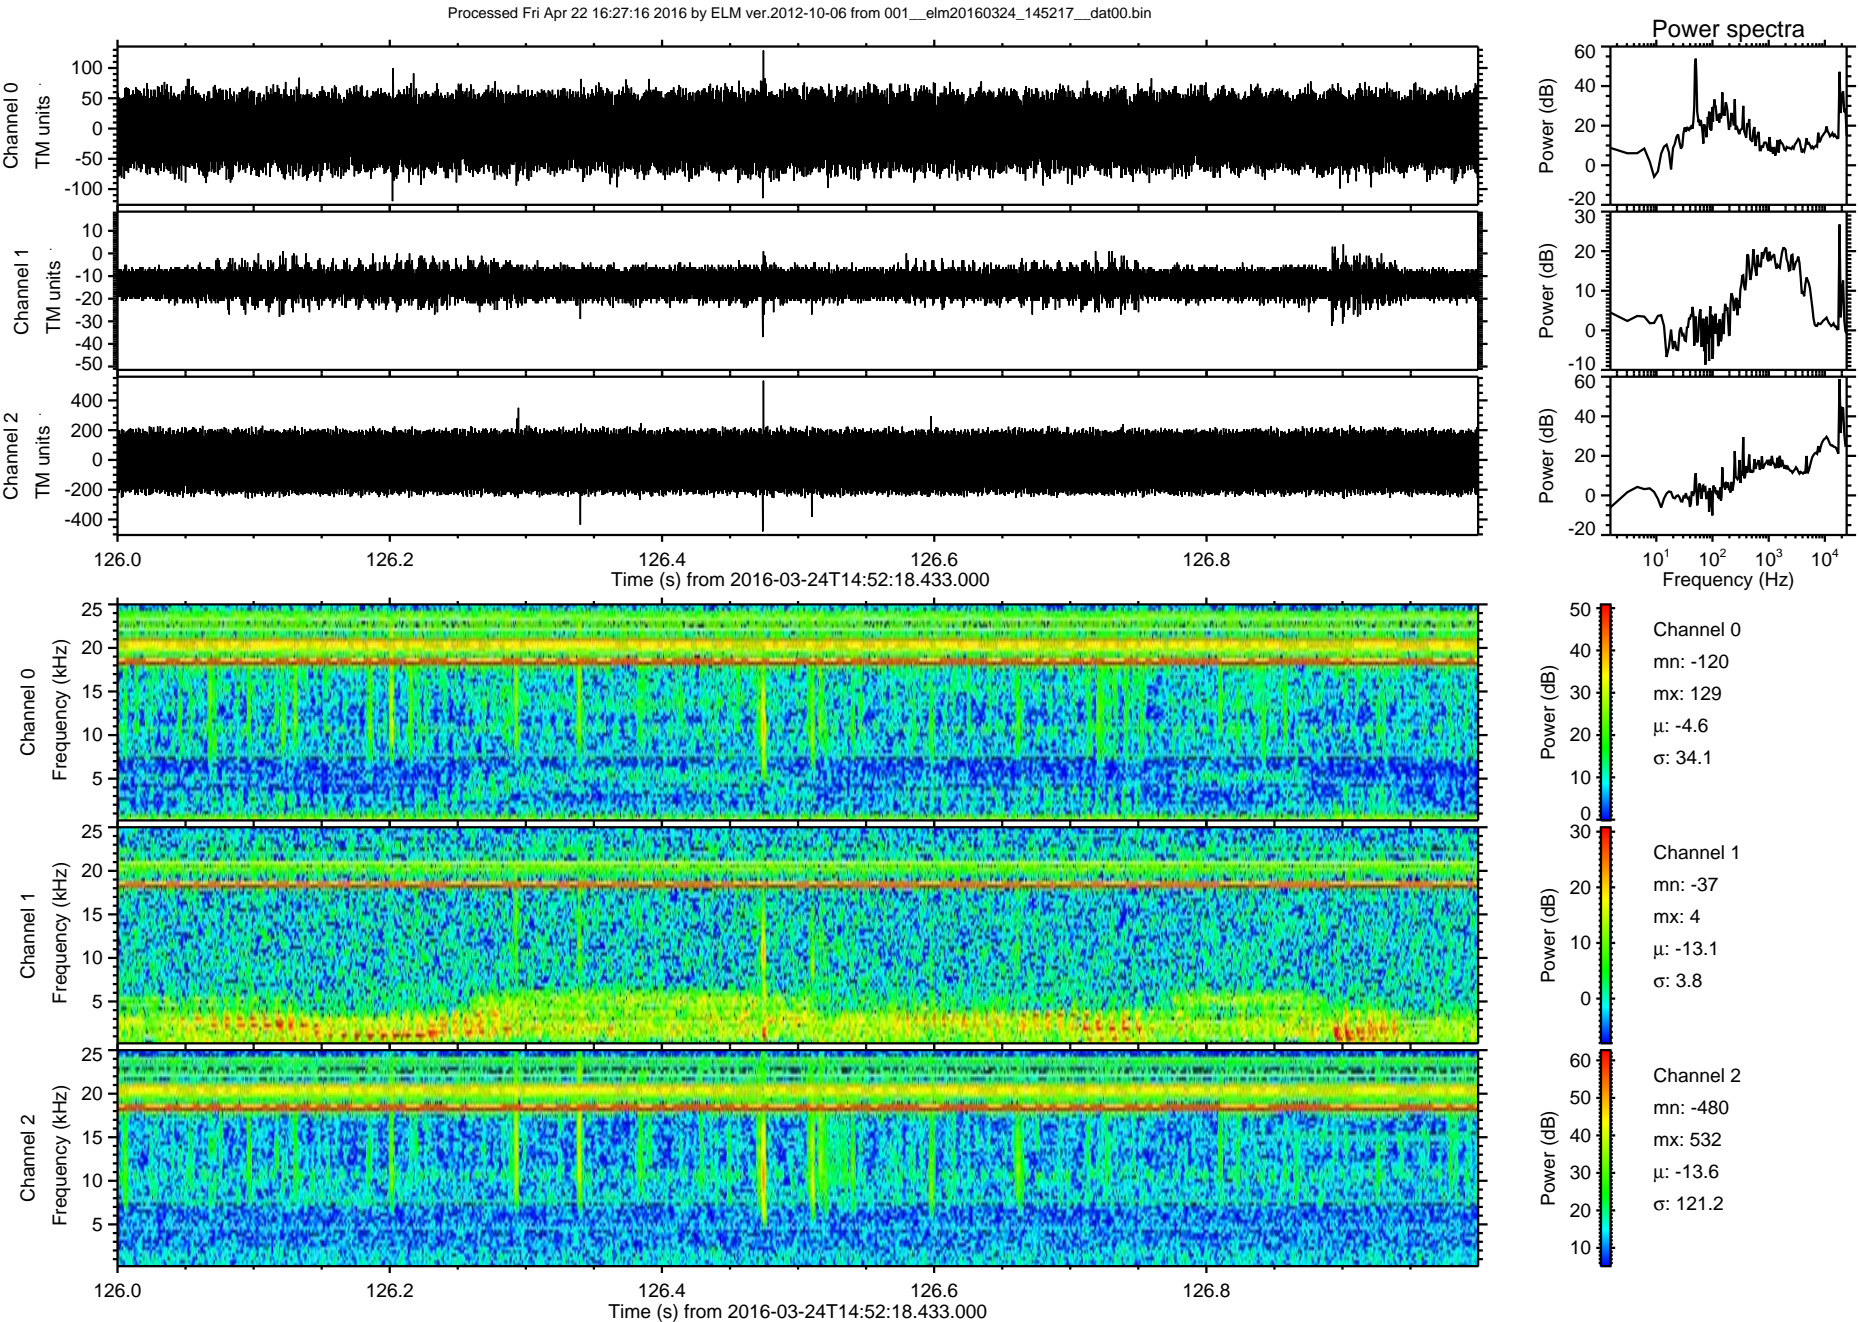 Processed Fri Apr 22 16:27:16 2016 by ELM ver.2012-10-06 from 001__elm20160324_145217__dat00.bin
Power spectra
Channel 0
TM units
100
50
0
-50
-100
Power (dB)
60
40
20
0
-20
Channel 1
TM units
10
0
-10
-20
-30
-40
-50
Power (dB)
30
20
10
0
-10
Channel 2
TM units
400
200
0
-200
-400
Power (dB)
60
40
20
0
-20
126.0 126.2 126.4 126.6 126.8
Time (s) from 2016-03-24T14:52:18.433.000
10^1 10^2 10^3 10^4
Frequency (Hz)
Channel 0
Frequency (kHz)
25
20
15
10
5
Power (dB)
50
40
30
20
10
0
Channel 0
mn: -120
mx: 129
μ: -4.6
σ: 34.1
Channel 1
Frequency (kHz)
25
20
15
10
5
Power (dB)
30
20
10
0
Channel 1
mn: -37
mx: 4
μ: -13.1
σ: 3.8
Channel 2
Frequency (kHz)
25
20
15
10
5
Power (dB)
60
50
40
30
20
10
Channel 2
mn: -480
mx: 532
μ: -13.6
σ: 121.2
126.0 126.2 126.4 126.6 126.8
Time (s) from 2016-03-24T14:52:18.433.000